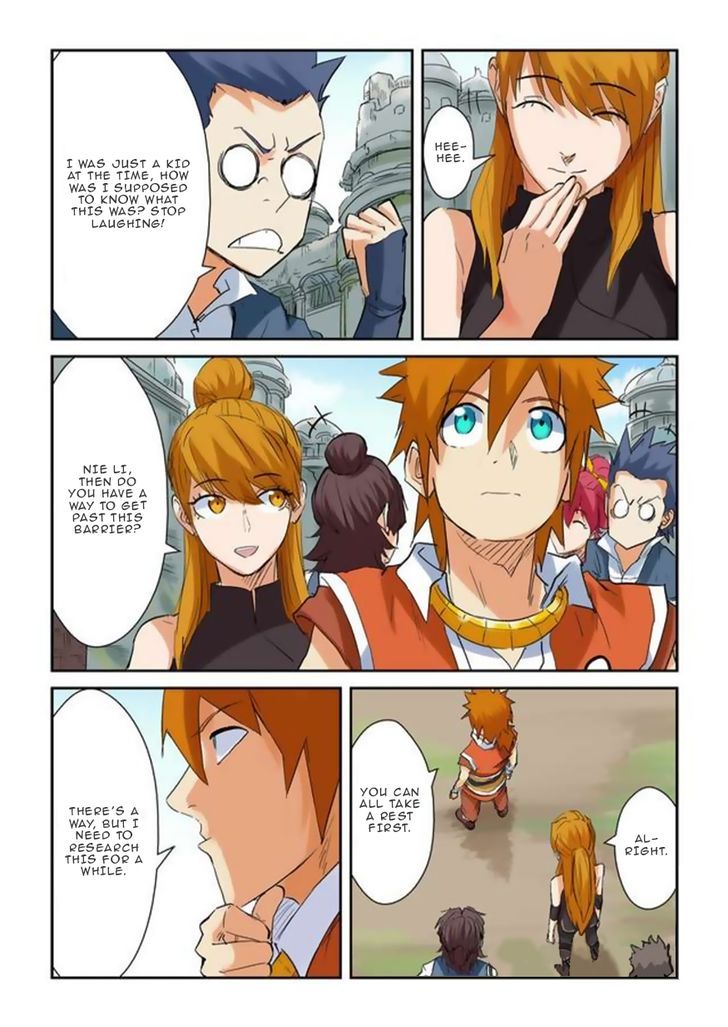 I WAS JUST A KID
AT THE TIME, HOW
WAS I SUPPOSED
TO KNOW WHAT
THIS WAS? STOP
LAUGHING!
HEE-
HEE.
NIE LI,
THEN DO
YOU HAVE A
WAY TO GET
PAST THIS
BARRIER?
THERE'S A
WAY, BUT I
NEED TO
RESEARCH
THIS FOR A
WHILE.
YOU CAN
ALL TAKE
A REST
FIRST.
AL-
RIGHT.